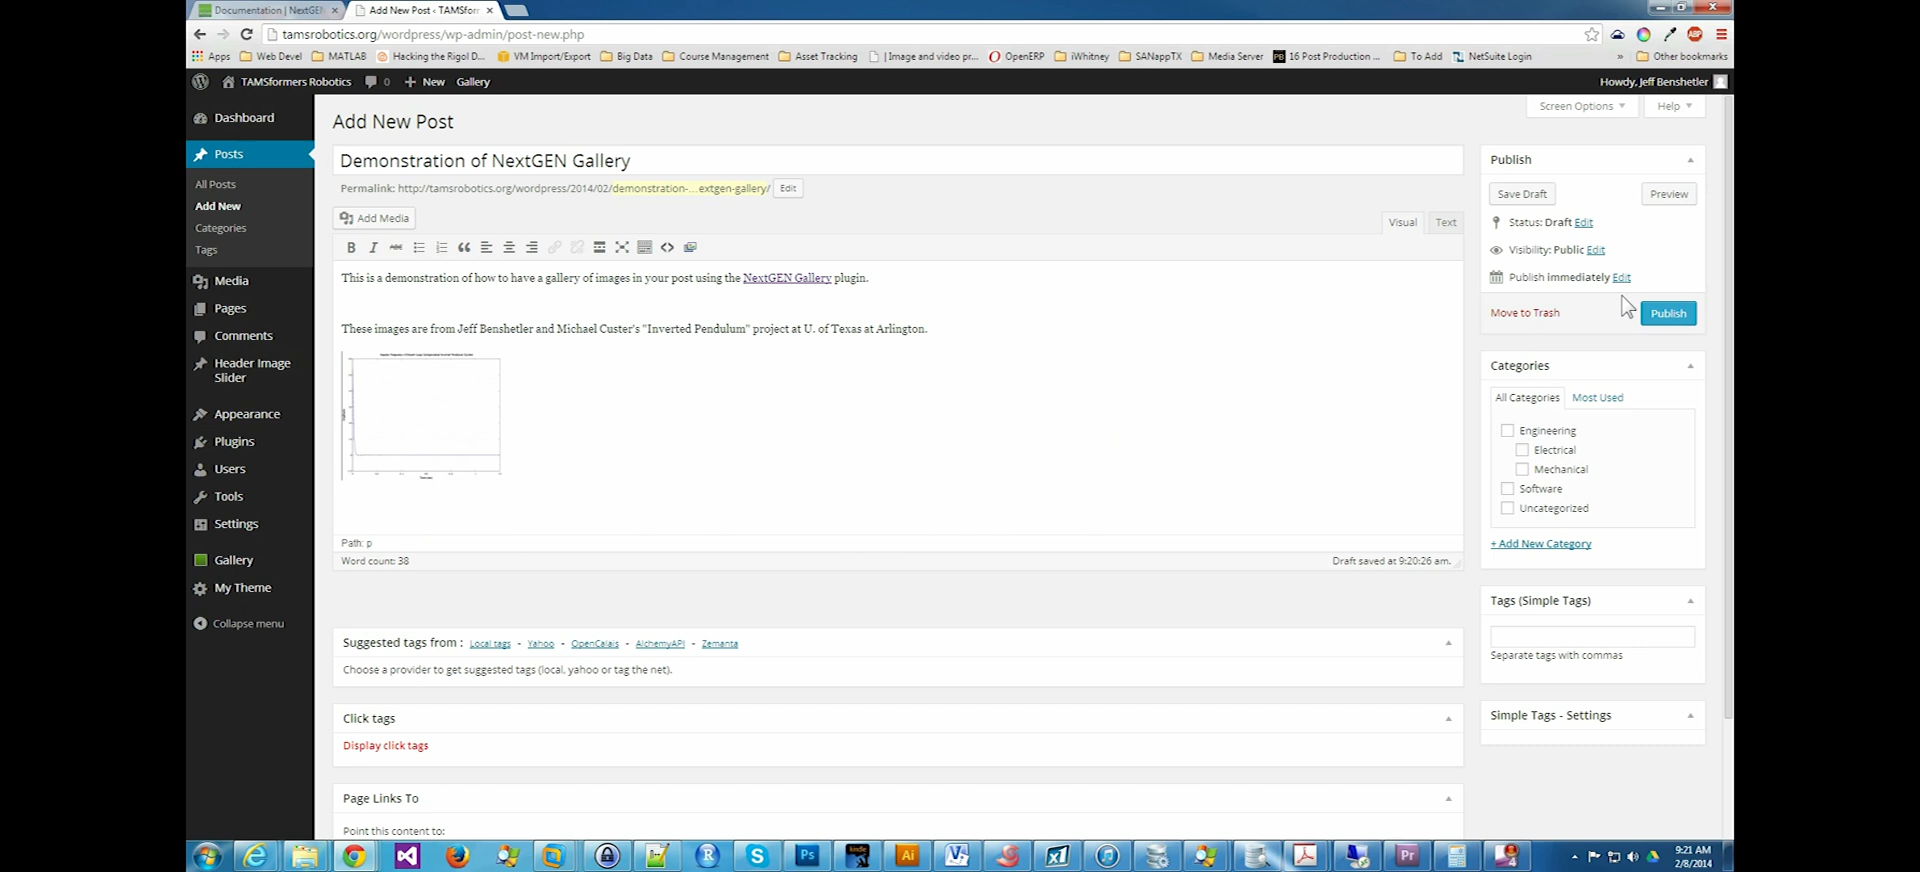 Documentation | NextGEN
Add New Post ‹ TAMSfor
tamsrobotics.org/wordpress/wp-admin/post-new.php
Apps Web Devel MATLAB Hacking the Rigol D... VM Import/Export Big Data Course Management Asset Tracking | Image and video pr... OpenERP iWhitney SANappTX Media Server 16 Post Production ... To Add NetSuite Login » Other bookmarks
TAMSformers Robotics 0 + New Gallery Howdy, Jeff Benshetler
Screen Options Help
Dashboard
Posts
All Posts
Add New
Categories
Tags
Media
Pages
Comments
Header Image
Slider
Appearance
Plugins
Users
Tools
Settings
Gallery
My Theme
Collapse menu
Add New Post
Demonstration of NextGEN Gallery
Permalink: http://tamsrobotics.org/wordpress/2014/02/demonstration-...extgen-gallery/ Edit
Add Media
Visual Text
B I ABC
This is a demonstration of how to have a gallery of images in your post using the NextGEN Gallery plugin.
These images are from Jeff Benshetler and Michael Custer's "Inverted Pendulum" project at U. of Texas at Arlington.
Path: p
Word count: 38 Draft saved at 9:20:26 am.
Suggested tags from : Local tags - Yahoo - OpenCalais - AlchemyAPI - Zemanta
Choose a provider to get suggested tags (local, yahoo or tag the net).
Click tags
Display click tags
Page Links To
Point this content to:
Publish
Save Draft Preview
Status: Draft Edit
Visibility: Public Edit
Publish immediately Edit
Move to Trash Publish
Categories
All Categories Most Used
Engineering
Electrical
Mechanical
Software
Uncategorized
+ Add New Category
Tags (Simple Tags)
Separate tags with commas
Simple Tags - Settings
R S Ps kindle Ai V x1 Pr
9:21 AM
2/8/2014